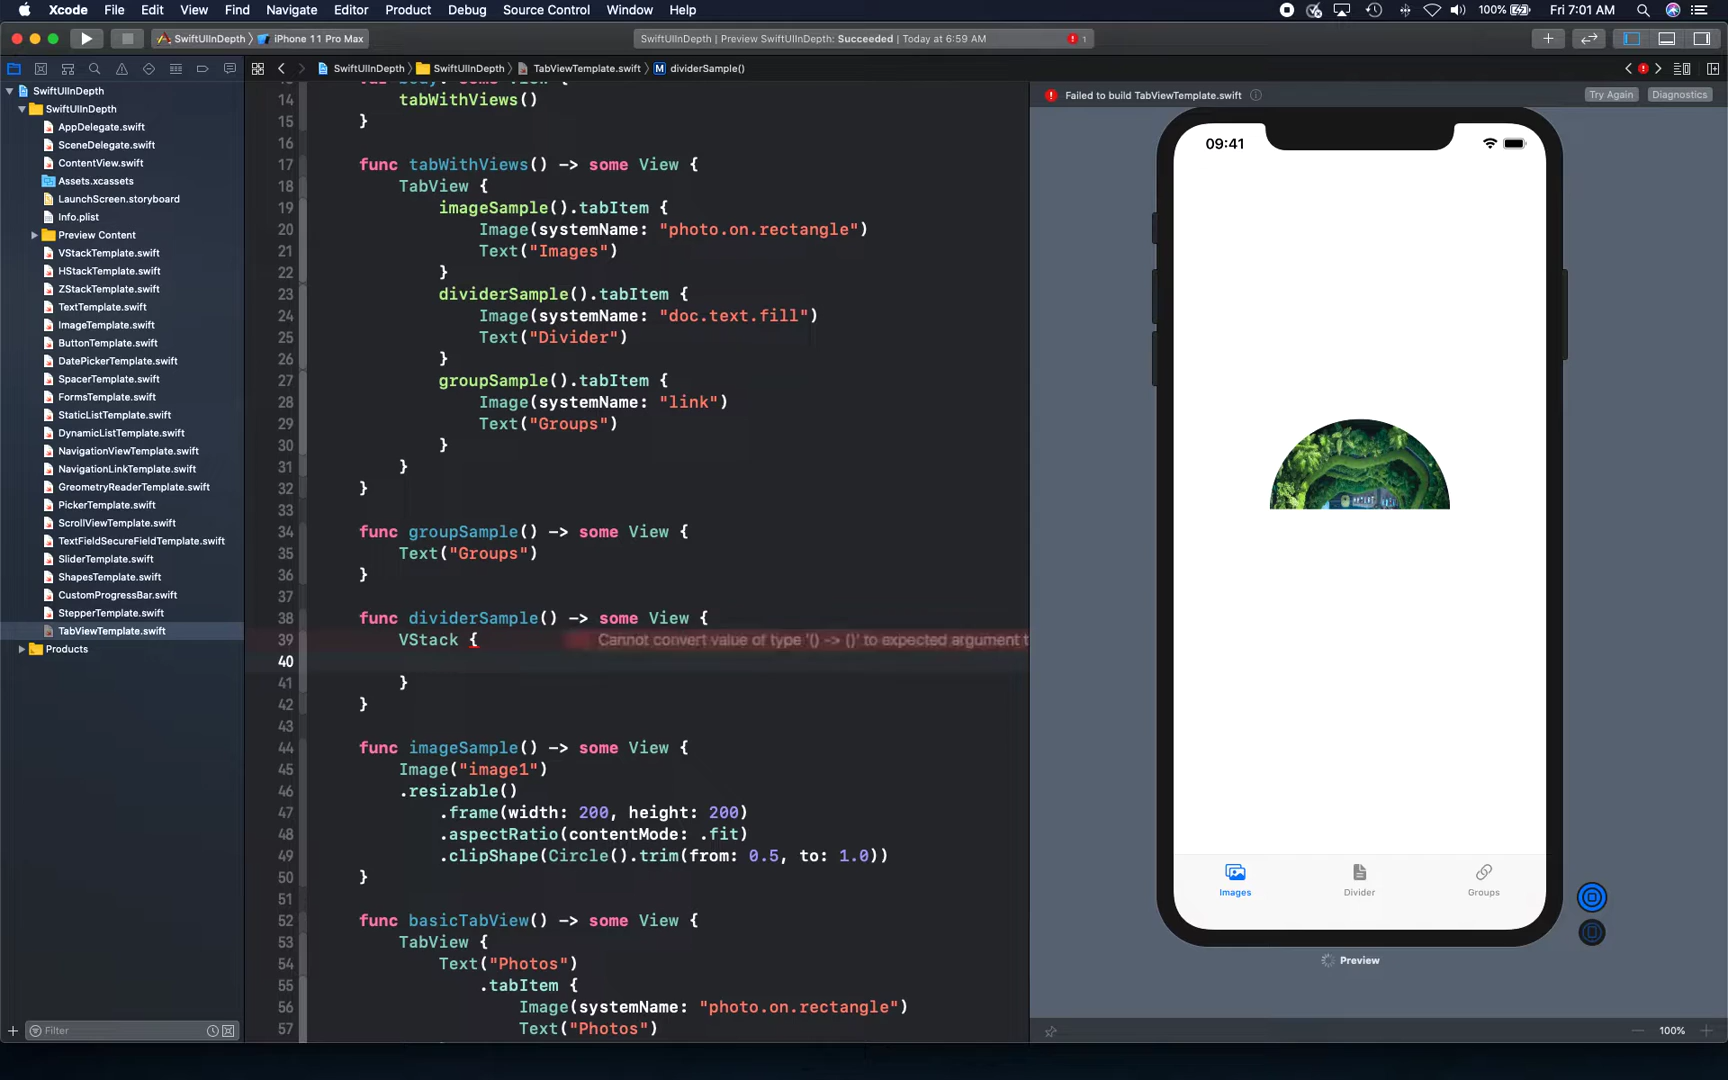 Xcode File Edit View Find Navigate Editor Product Debug Source Control Window Help 100% Fri 7:01 AM
SwiftUIInDepth iPhone 11 Pro Max SwiftUIInDepth | Preview SwiftUIInDepth: Succeeded | Today at 6:59 AM 1
SwiftUIInDepth SwiftUIInDepth TabViewTemplate.swift M dividerSample()
SwiftUIInDepth
SwiftUIInDepth
AppDelegate.swift
SceneDelegate.swift
ContentView.swift
Assets.xcassets
LaunchScreen.storyboard
Info.plist
Preview Content
VStackTemplate.swift
HStackTemplate.swift
ZStackTemplate.swift
TextTemplate.swift
ImageTemplate.swift
ButtonTemplate.swift
DatePickerTemplate.swift
SpacerTemplate.swift
FormsTemplate.swift
StaticListTemplate.swift
DynamicListTemplate.swift
NavigationViewTemplate.swift
NavigationLinkTemplate.swift
GreometryReaderTemplate.swift
PickerTemplate.swift
ScrollViewTemplate.swift
TextFieldSecureFieldTemplate.swift
SliderTemplate.swift
ShapesTemplate.swift
CustomProgressBar.swift
StepperTemplate.swift
TabViewTemplate.swift
Products
Filter
var body: some View {
14 tabWithViews()
15 }
16
17 func tabWithViews() -> some View {
18 TabView {
19 imageSample().tabItem {
20 Image(systemName: "photo.on.rectangle")
21 Text("Images")
22 }
23 dividerSample().tabItem {
24 Image(systemName: "doc.text.fill")
25 Text("Divider")
26 }
27 groupSample().tabItem {
28 Image(systemName: "link")
29 Text("Groups")
30 }
31 }
32 }
33
34 func groupSample() -> some View {
35 Text("Groups")
36 }
37
38 func dividerSample() -> some View {
39 VStack { Cannot convert value of type '() -> ()' to expected argument t
40
41 }
42 }
43
44 func imageSample() -> some View {
45 Image("image1")
46 .resizable()
47 .frame(width: 200, height: 200)
48 .aspectRatio(contentMode: .fit)
49 .clipShape(Circle().trim(from: 0.5, to: 1.0))
50 }
51
52 func basicTabView() -> some View {
53 TabView {
54 Text("Photos")
55 .tabItem {
56 Image(systemName: "photo.on.rectangle")
57 Text("Photos")
Failed to build TabViewTemplate.swift Try Again Diagnostics
09:41
Images Divider Groups
Preview
100%